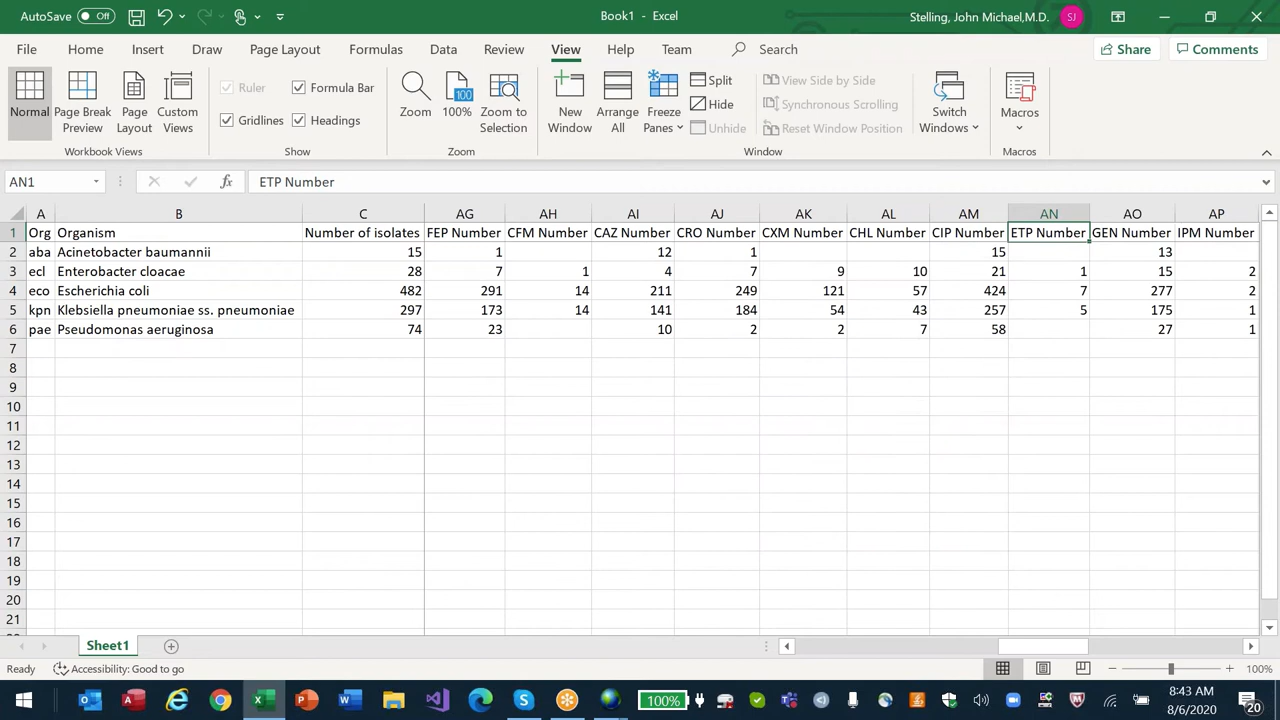 AutoSave Off Book1 - Excel Stelling, John Michael,M.D. SJ
File Home Insert Draw Page Layout Formulas Data Review View Help Team Search Share Comments
Normal Page Break Preview Page Layout Custom Views
Ruler Formula Bar
Gridlines Headings
Zoom 100 100% Zoom to Selection
New Window Arrange All Freeze Panes
Split
Hide
Unhide
View Side by Side
Synchronous Scrolling
Reset Window Position
Switch Windows Macros
Workbook Views Show Zoom Window Macros
AN1 fx ETP Number
A B C AG AH AI AJ AK AL AM AN AO AP
1 Org Organism Number of isolates FEP Number CFM Number CAZ Number CRO Number CXM Number CHL Number CIP Number ETP Number GEN Number IPM Number
2 aba Acinetobacter baumannii 15 1 12 1 15 13
3 ecl Enterobacter cloacae 28 7 1 4 7 9 10 21 1 15 2
4 eco Escherichia coli 482 291 14 211 249 121 57 424 7 277 2
5 kpn Klebsiella pneumoniae ss. pneumoniae 297 173 14 141 184 54 43 257 5 175 1
6 pae Pseudomonas aeruginosa 74 23 10 2 2 7 58 27 1
7
8
9
10
11
12
13
14
15
16
17
18
19
20
21
Sheet1
Ready Accessibility: Good to go 100%
100% 8:43 AM
8/6/2020 20